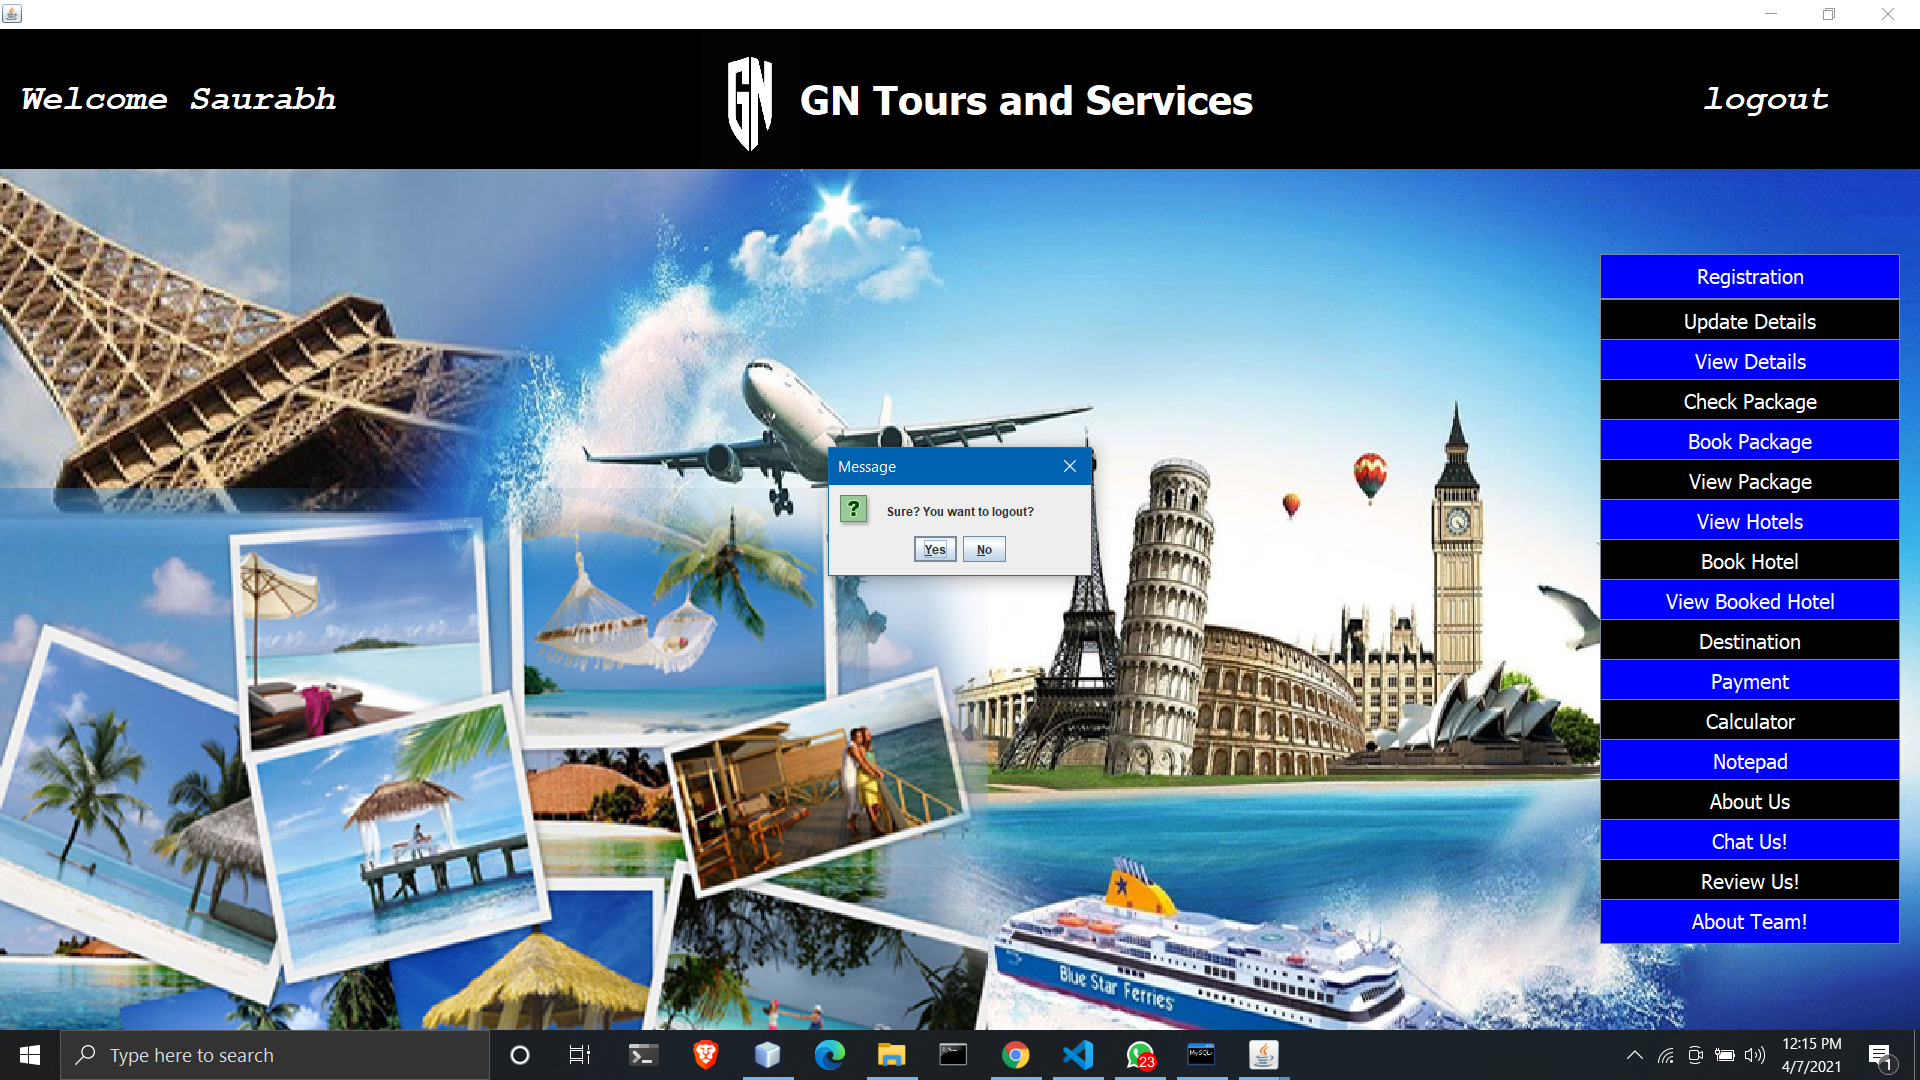 Welcome Saurabh
GN
GN Tours and Services
logout
Registration
Update Details
View Details
Check Package
Book Package
View Package
View Hotels
Book Hotel
View Booked Hotel
Destination
Payment
Calculator
Notepad
About Us
Chat Us!
Review Us!
About Team!
Message
?
Sure? You want to logout?
Yes
No
Blue Star Ferries
Type here to search
23
MySQL
12:15 PM
4/7/2021
1